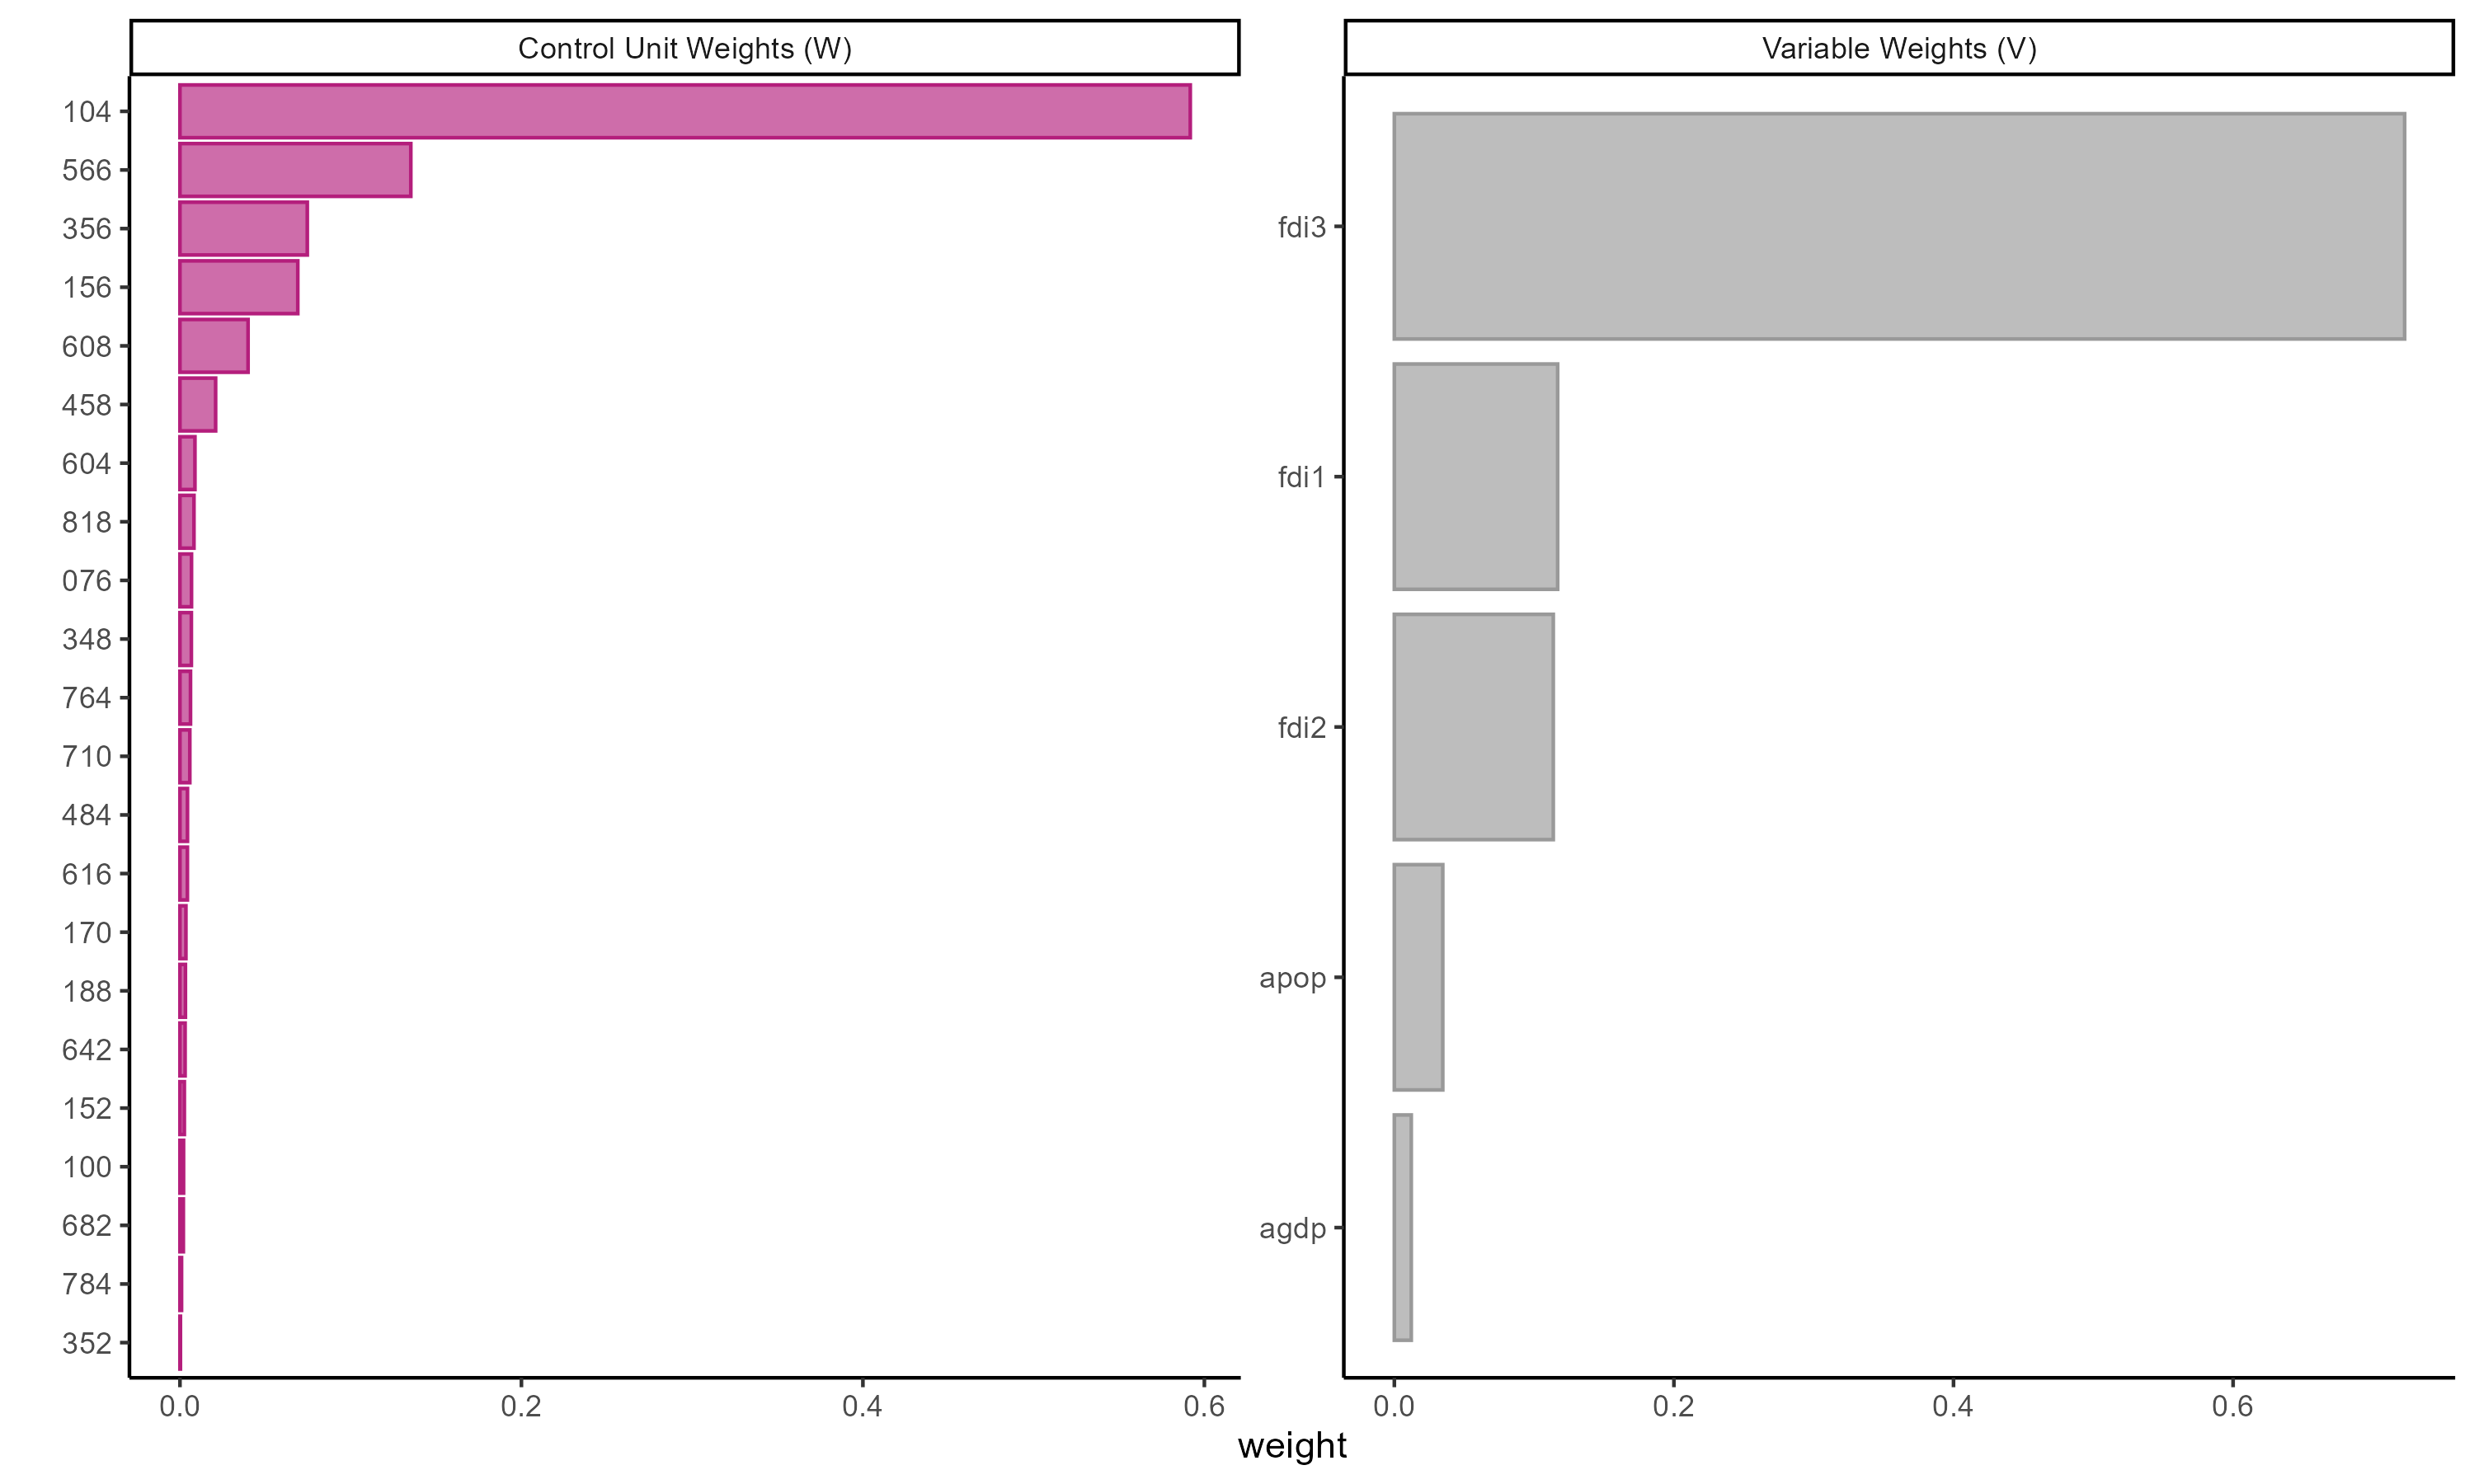 Control Unit Weights (W)
104
566
356
156
608
458
604
818
076
348
764
710
484
616
170
188
642
152
100
682
784
352
0.0 0.2 0.4 0.6
Variable Weights (V)
fdi3
fdi1
fdi2
apop
agdp
0.0 0.2 0.4 0.6
weight